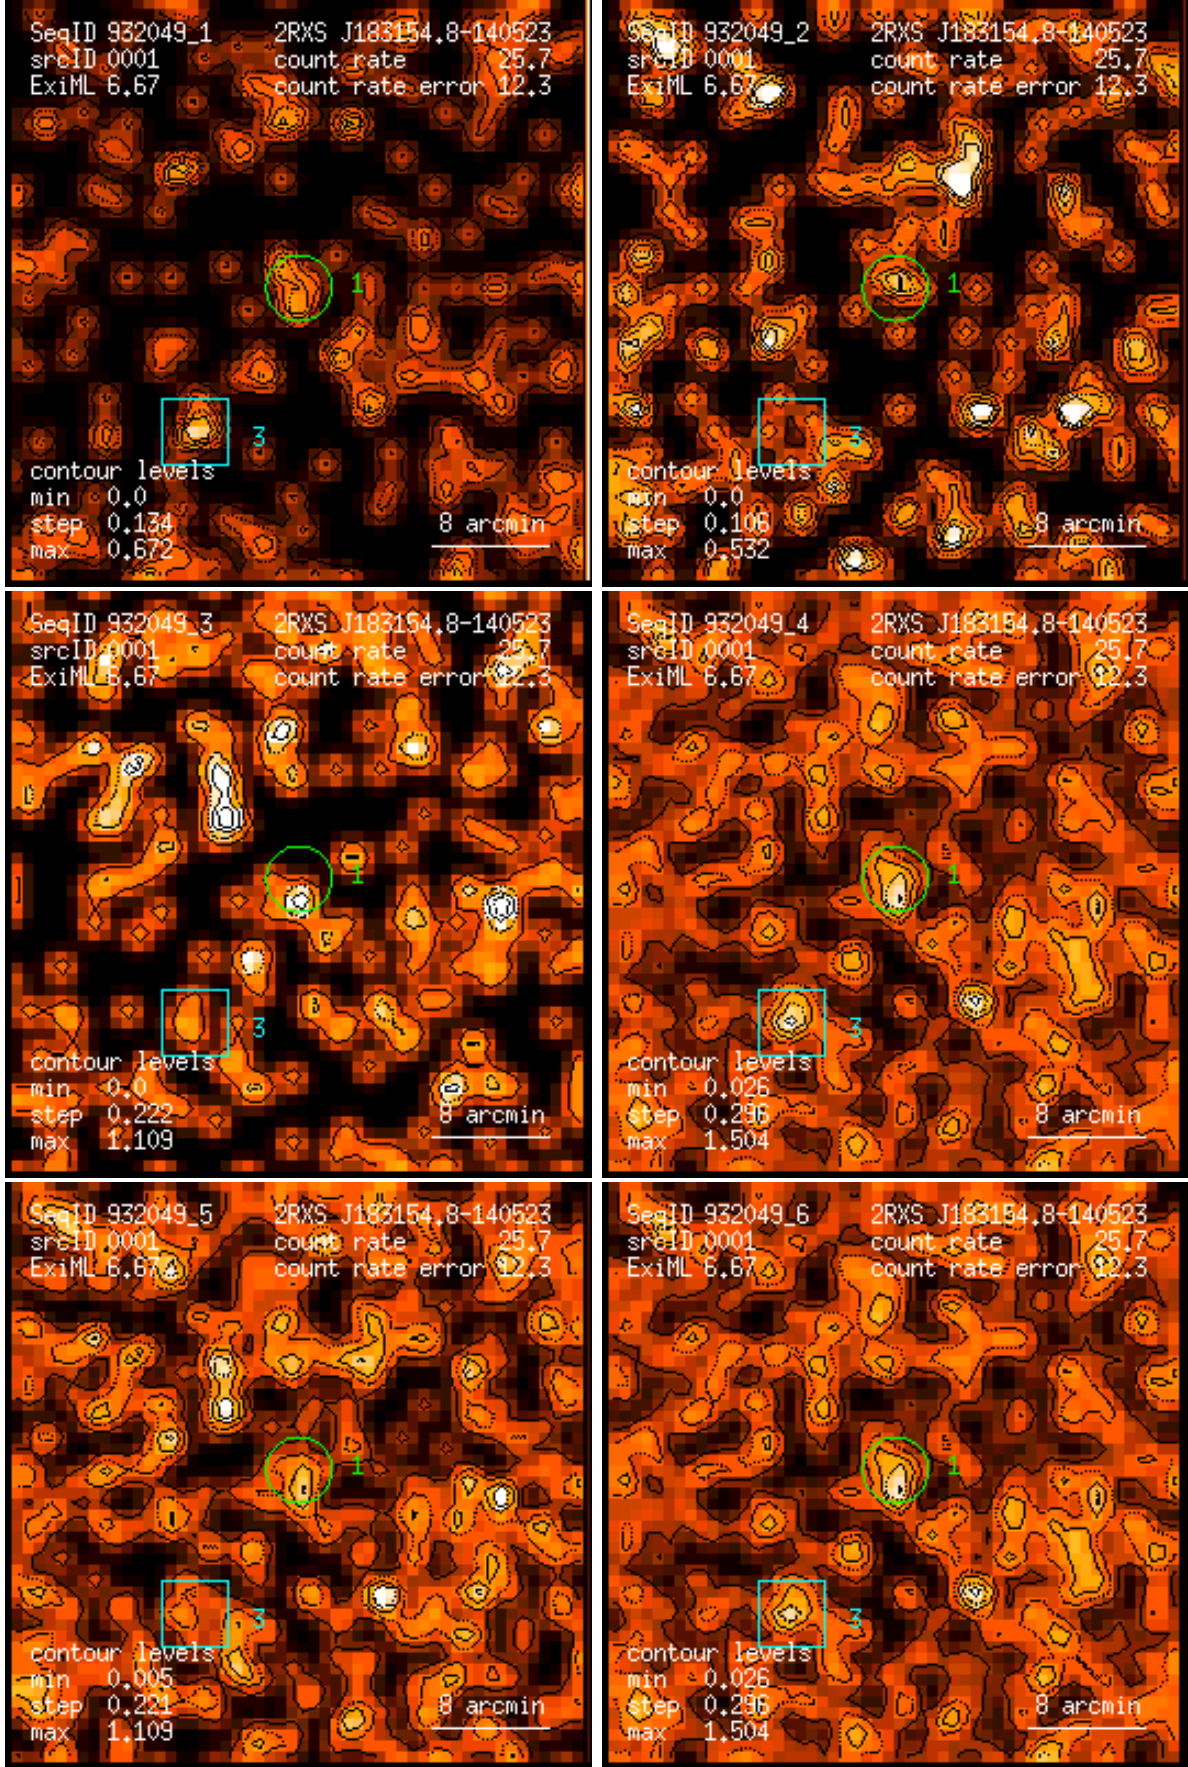 SeqID 932049_1 2RXS J183154.8-140523
srcID 0001 count rate 25.7
ExiML 6.67 count rate error 12.3
1
3
contour levels
min 0.0
step 0.134
max 0.672
8 arcmin
SeqID 932049_2 2RXS J183154.8-140523
srcID 0001 count rate 25.7
ExiML 6.67 count rate error 12.3
1
3
contour levels
min 0.0
step 0.106
max 0.532
8 arcmin
SeqID 932049_3 2RXS J183154.8-140523
srcID 0001 count rate 25.7
ExiML 6.67 count rate error 12.3
1
3
contour levels
min 0.0
step 0.222
max 1.109
8 arcmin
SeqID 932049_4 2RXS J183154.8-140523
srcID 0001 count rate 25.7
ExiML 6.67 count rate error 12.3
1
3
contour levels
min 0.026
step 0.296
max 1.504
8 arcmin
SeqID 932049_5 2RXS J183154.8-140523
srcID 0001 count rate 25.7
ExiML 6.67 count rate error 12.3
1
3
contour levels
min 0.005
step 0.221
max 1.109
8 arcmin
SeqID 932049_6 2RXS J183154.8-140523
srcID 0001 count rate 25.7
ExiML 6.67 count rate error 12.3
1
3
contour levels
min 0.026
step 0.296
max 1.504
8 arcmin